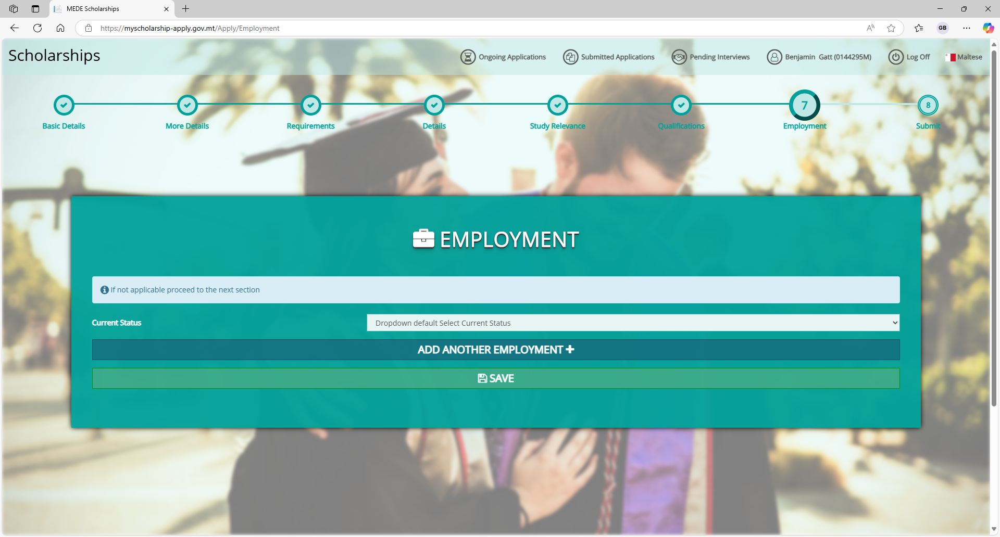 MEDE Scholarships
https://myscholarship-apply.gov.mt/Apply/Employment
GB
Scholarships
Ongoing Applications
Submitted Applications
Pending Interviews
Benjamin Gatt (0144295M)
Log Off
Maltese
7
8
Basic Details
More Details
Requirements
Details
Study Relevance
Qualifications
Employment
Submit
EMPLOYMENT
If not applicable proceed to the next section
Current Status
Dropdown default Select Current Status
ADD ANOTHER EMPLOYMENT
SAVE